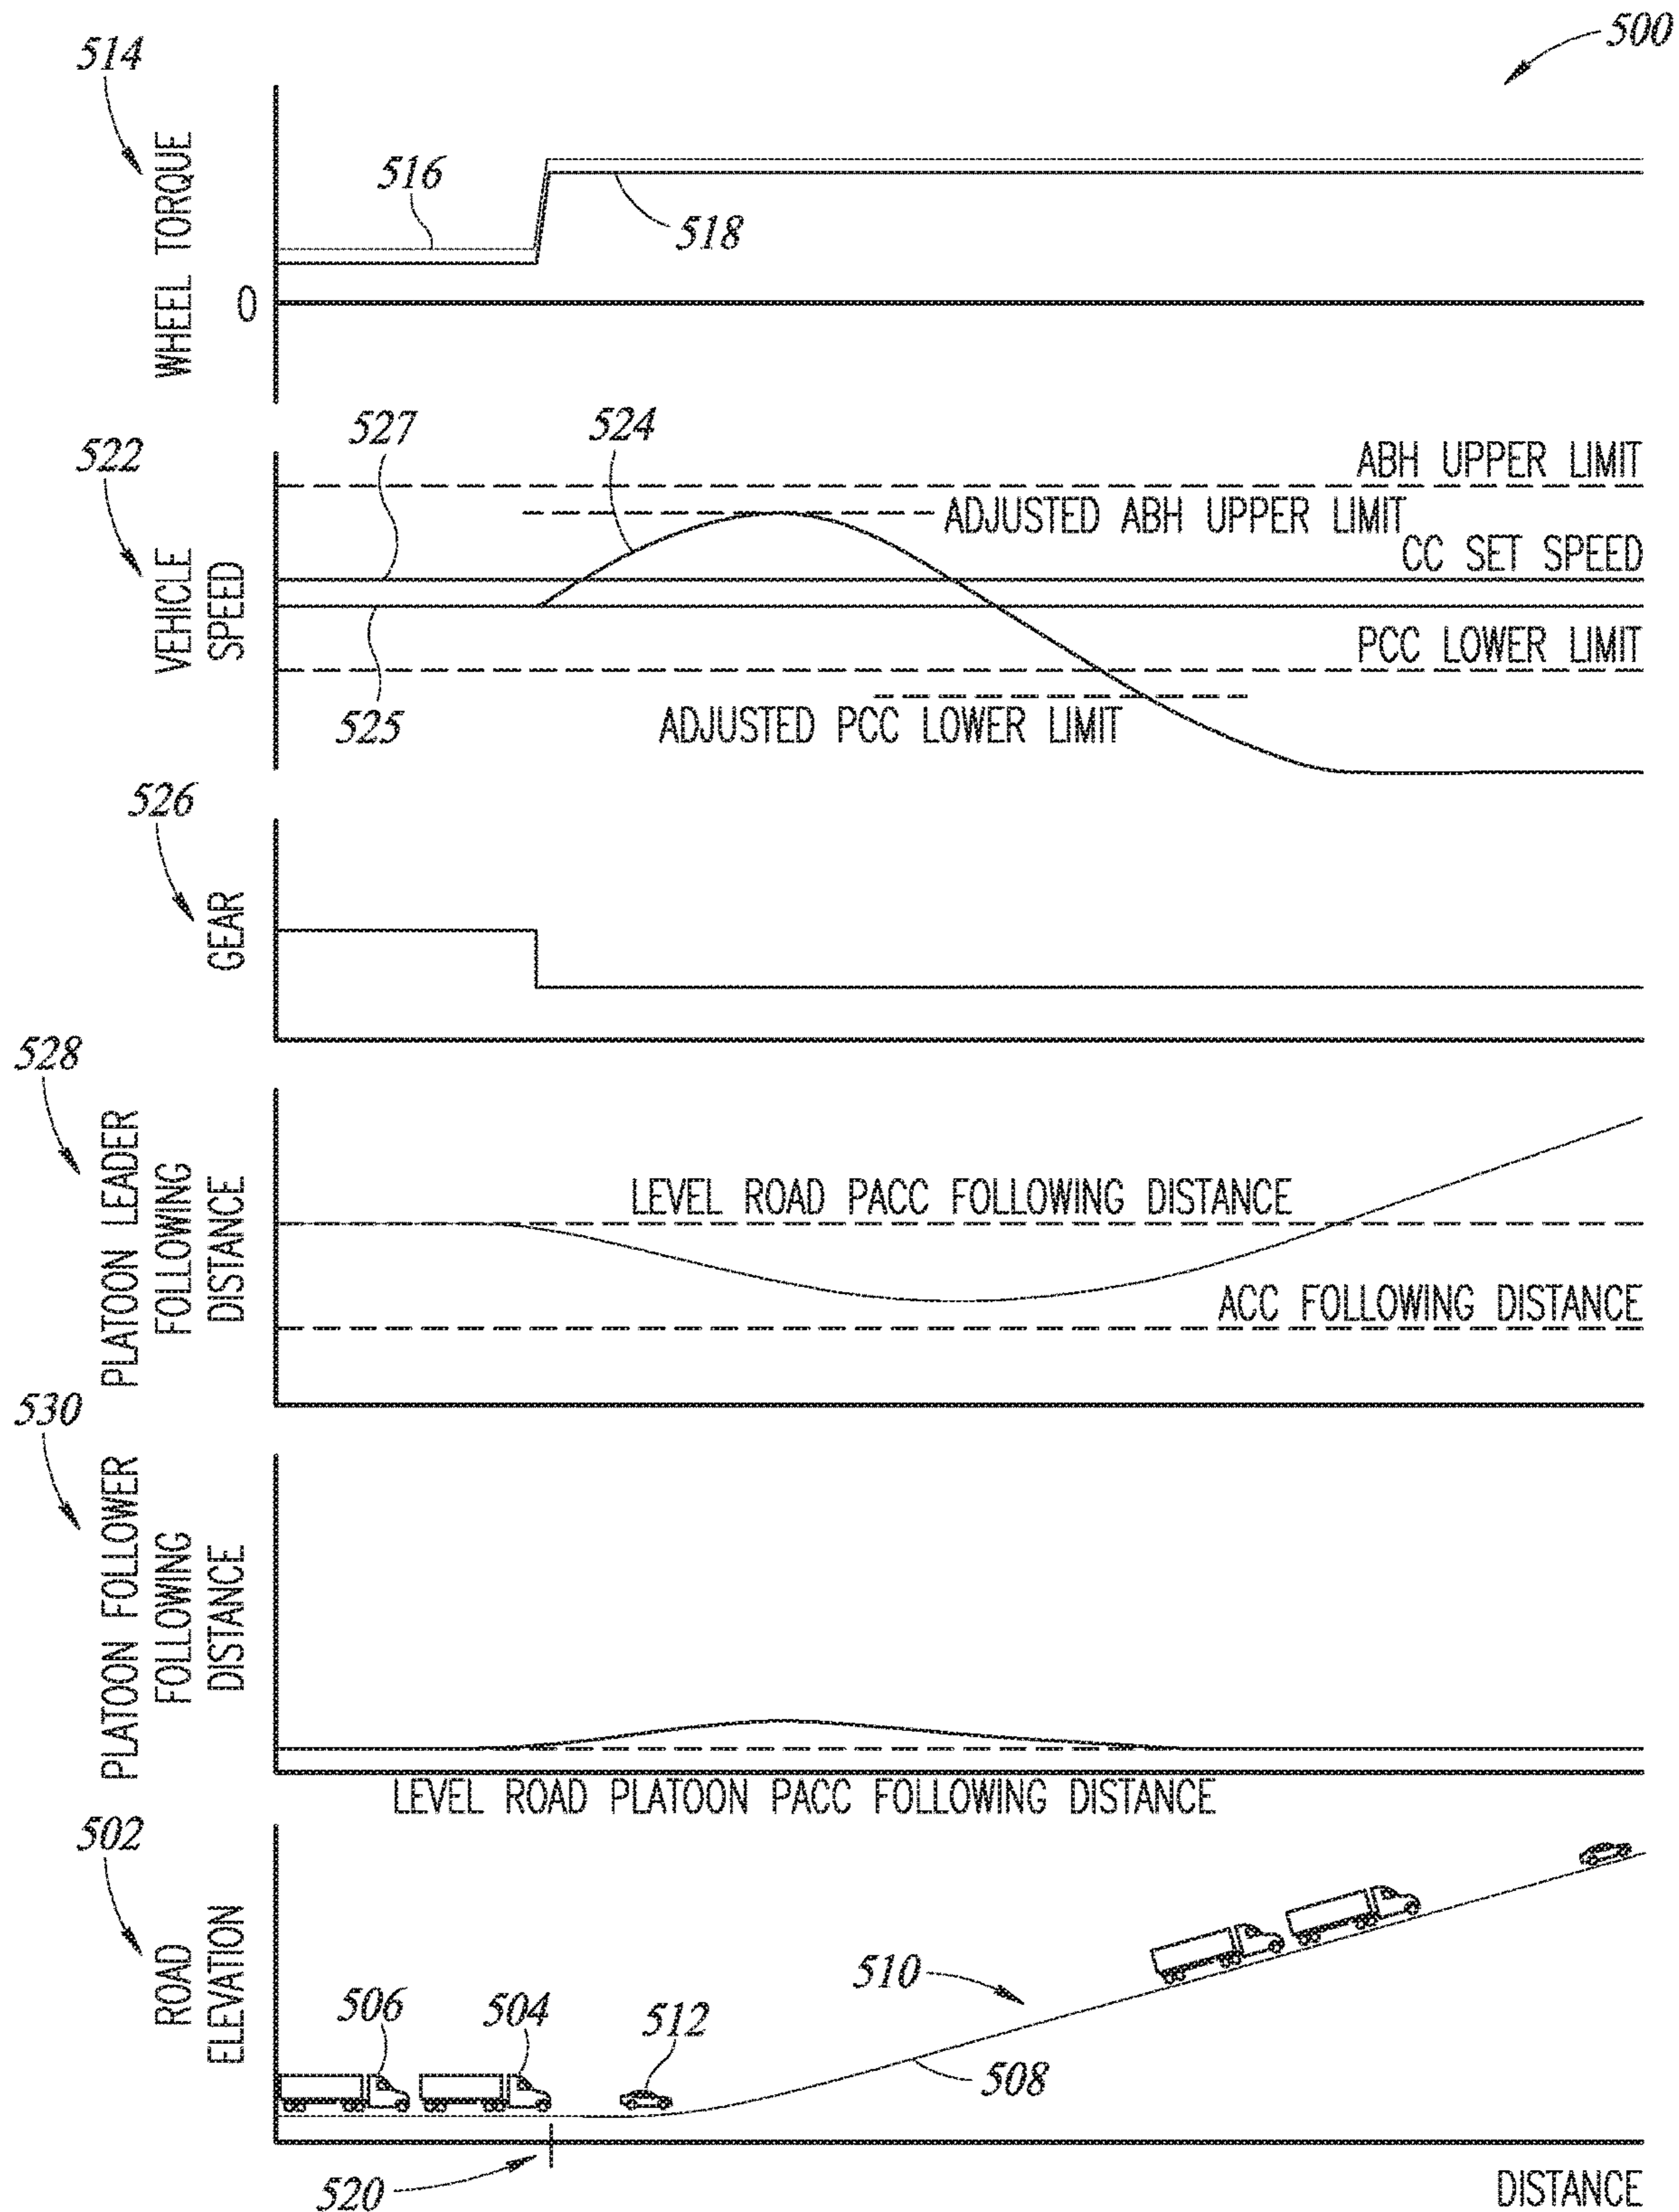 500
514
WHEEL TORQUE
516
518
0
522
527
524
ABH UPPER LIMIT
ADJUSTED ABH UPPER LIMIT
CC SET SPEED
VEHICLE
SPEED
PCC LOWER LIMIT
525
ADJUSTED PCC LOWER LIMIT
526
GEAR
528
PLATOON LEADER
FOLLOWING
DISTANCE
LEVEL ROAD PACC FOLLOWING DISTANCE
ACC FOLLOWING DISTANCE
530
PLATOON FOLLOWER
FOLLOWING
DISTANCE
LEVEL ROAD PLATOON PACC FOLLOWING DISTANCE
502
ROAD
ELEVATION
506
504
512
510
508
520
DISTANCE